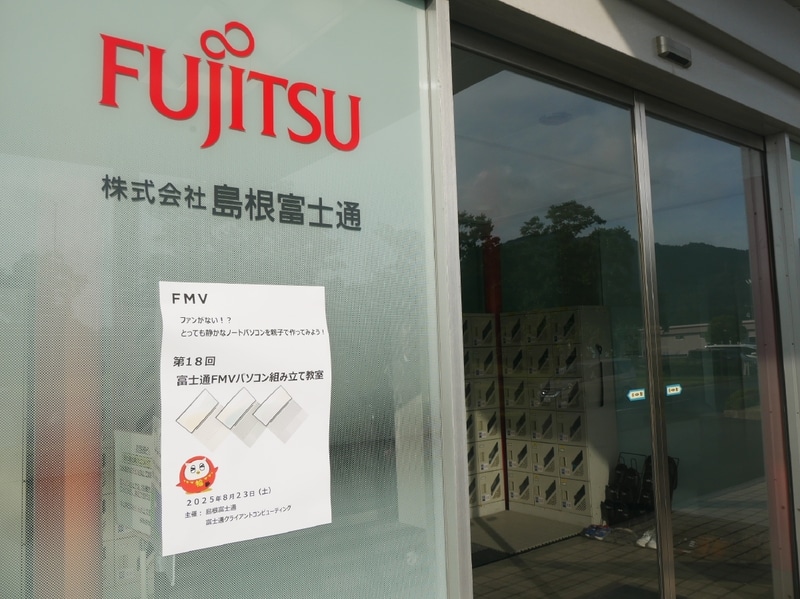 FUJITSU
株式会社 島根富士通
FMV
ファンがない！？
とっても静かなノートパソコンを親子で作ってみよう！
第18回
富士通FMVパソコン組み立て教室
2025年8月23日（土）
主催： 島根富士通
富士通クライアントコンピューティング